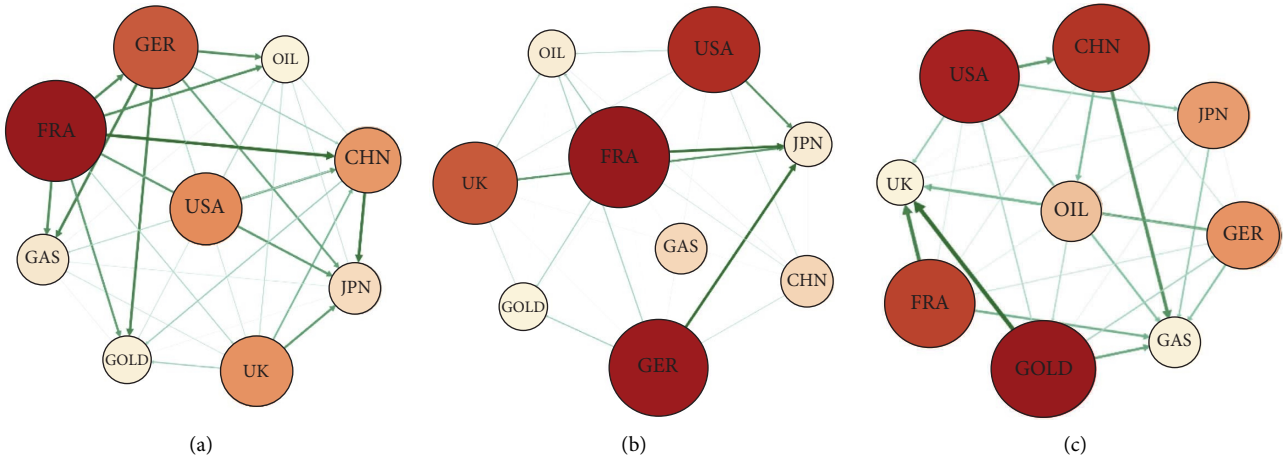 GER
OIL
FRA
CHN
USA
GAS
JPN
GOLD
UK
(a)
USA
OIL
JPN
FRA
UK
GAS
CHN
GOLD
GER
(b)
CHN
USA
JPN
UK
OIL
GER
FRA
GAS
GOLD
(c)